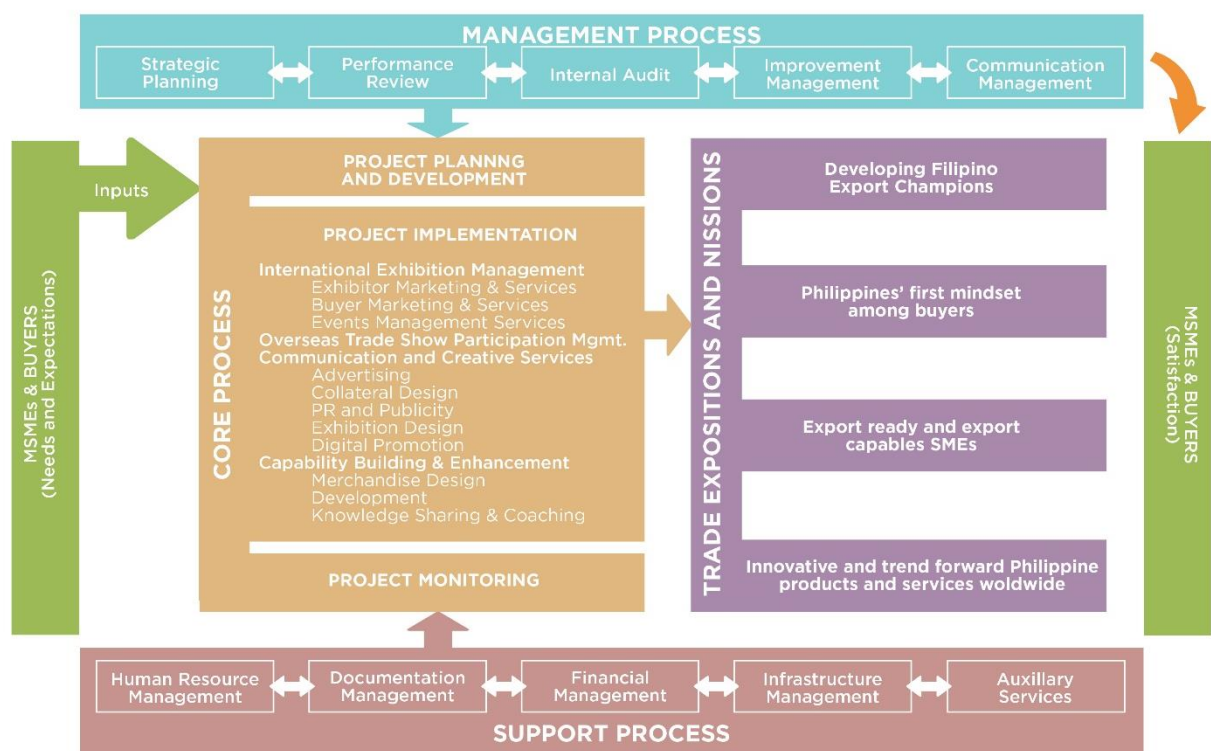 MANAGEMENT PROCESS
Strategic
Planning
Performance
Review
Internal Audit
Improvement
Management
Communication
Management
MSMEs & BUYERS
(Needs and Expectations)
Inputs
CORE PROCESS
PROJECT PLANNNG
AND DEVELOPMENT
PROJECT IMPLEMENTATION
International Exhibition Management
Exhibitor Marketing & Services
Buyer Marketing & Services
Events Management Services
Overseas Trade Show Participation Mgmt.
Communication and Creative Services
Advertising
Collateral Design
PR and Publicity
Exhibition Design
Digital Promotion
Capability Building & Enhancement
Merchandise Design
Development
Knowledge Sharing & Coaching
PROJECT MONITORING
TRADE EXPOSITIONS AND NISSIONS
Developing Filipino
Export Champions
Philippines' first mindset
among buyers
Export ready and export
capables SMEs
Innovative and trend forward Philippine
products and services woldwide
MSMEs & BUYERS
(Satisfaction)
Human Resource
Management
Documentation
Management
Financial
Management
Infrastructure
Management
Auxillary
Services
SUPPORT PROCESS